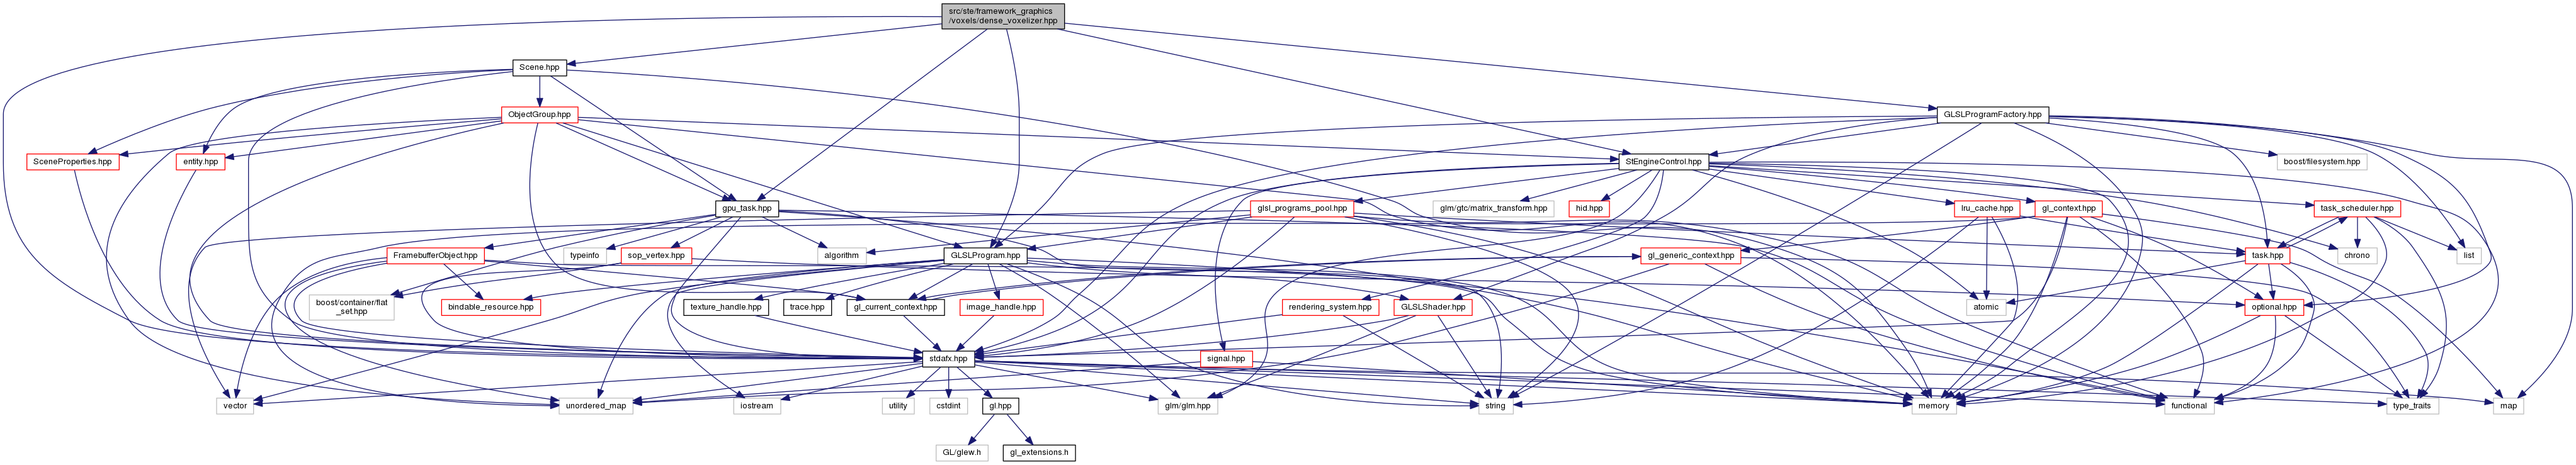 src/ste/framework_graphics
/voxels/dense_voxelizer.hpp
Scene.hpp
ObjectGroup.hpp
GLSLProgramFactory.hpp
SceneProperties.hpp
entity.hpp
StEngineControl.hpp
boost/filesystem.hpp
gpu_task.hpp
glsl_programs_pool.hpp
glm/gtc/matrix_transform.hpp
hid.hpp
lru_cache.hpp
gl_context.hpp
task_scheduler.hpp
FramebufferObject.hpp
typeinfo
sop_vertex.hpp
algorithm
GLSLProgram.hpp
gl_generic_context.hpp
task.hpp
chrono
list
boost/container/flat
_set.hpp
bindable_resource.hpp
texture_handle.hpp
trace.hpp
gl_current_context.hpp
image_handle.hpp
rendering_system.hpp
GLSLShader.hpp
atomic
optional.hpp
stdafx.hpp
signal.hpp
vector
unordered_map
iostream
utility
cstdint
gl.hpp
glm/glm.hpp
string
memory
functional
type_traits
map
GL/glew.h
gl_extensions.h